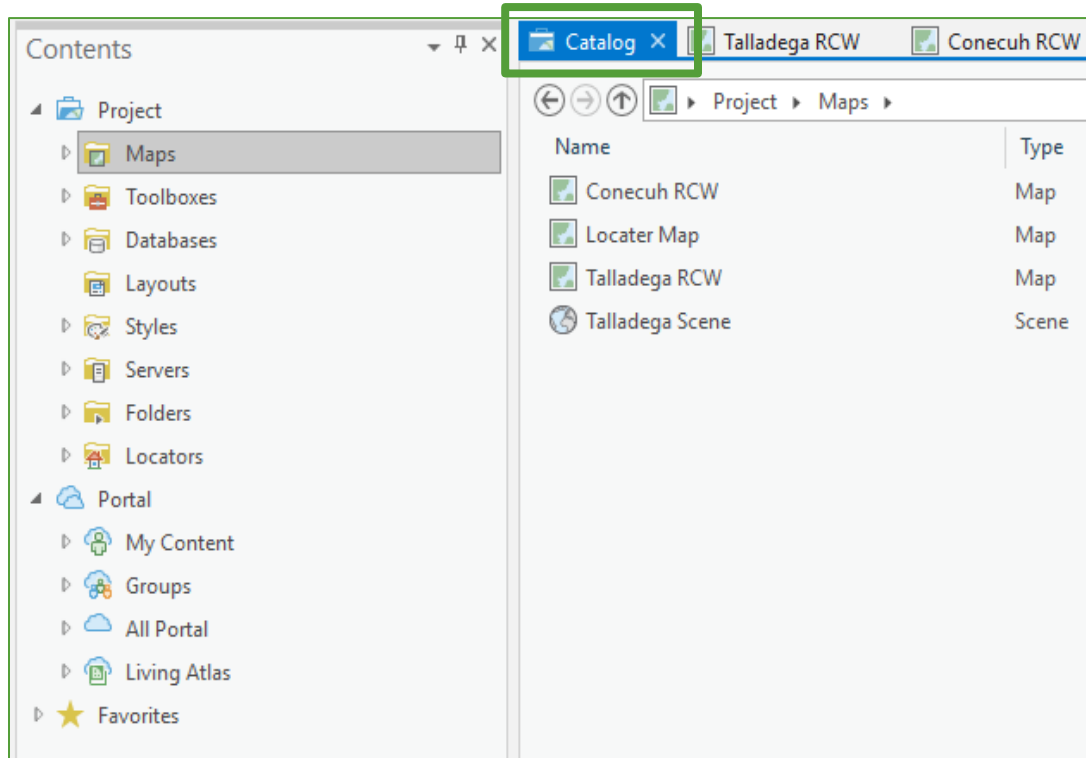 Contents
Project
Maps
Toolboxes
Databases
Layouts
Styles
Servers
Folders
Locators
Portal
My Content
Groups
All Portal
Living Atlas
Favorites
Catalog Talladega RCW Conecuh RCW
Project Maps
Name Type
Conecuh RCW Map
Locater Map Map
Talladega RCW Map
Talladega Scene Scene